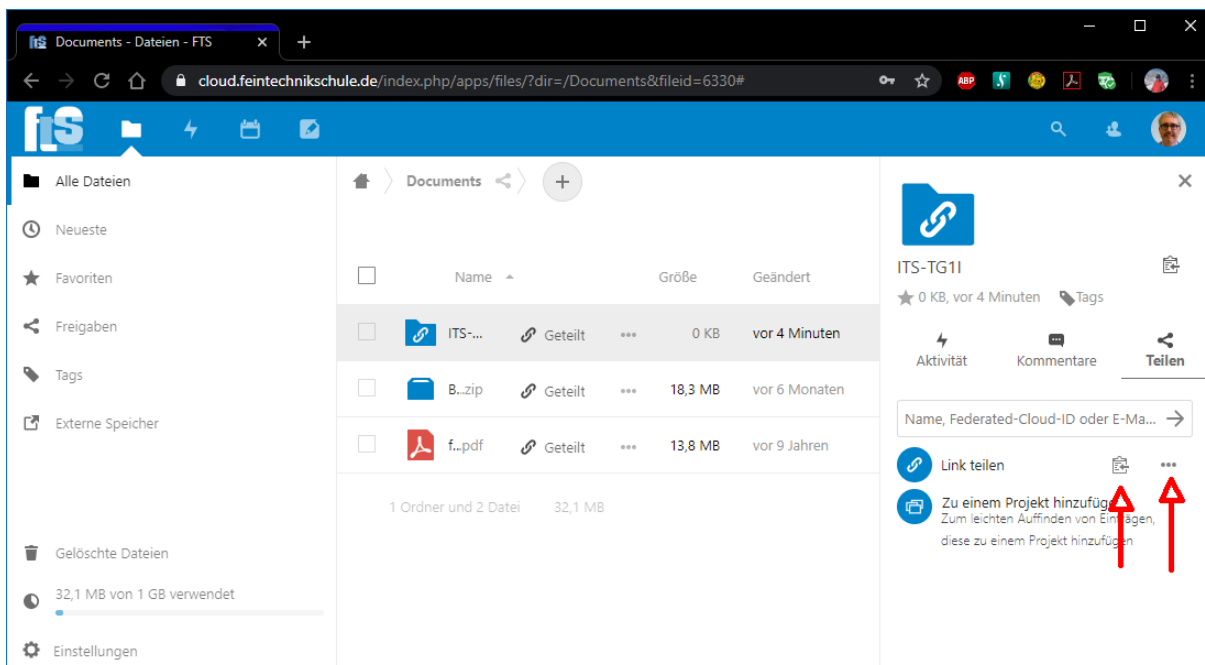 Documents - Dateien - FTS
cloud.feintechnikschule.de/index.php/apps/files/?dir=/Documents&fileid=6330#
ABP
ftS
Alle Dateien
Documents
Neueste
Name
Größe
Geändert
ITS-TG1I
Favoriten
0 KB, vor 4 Minuten
Tags
Freigaben
ITS-...
Geteilt
0 KB
vor 4 Minuten
Aktivität
Kommentare
Teilen
Tags
B...zip
Geteilt
18,3 MB
vor 6 Monaten
Externe Speicher
Name, Federated-Cloud-ID oder E-Ma...
f...pdf
Geteilt
13,8 MB
vor 9 Jahren
Link teilen
1 Ordner und 2 Datei
32,1 MB
Zu einem Projekt hinzufüge
Zum leichten Auffinden von Einträgen,
diese zu einem Projekt hinzufügen
Gelöschte Dateien
32,1 MB von 1 GB verwendet
Einstellungen